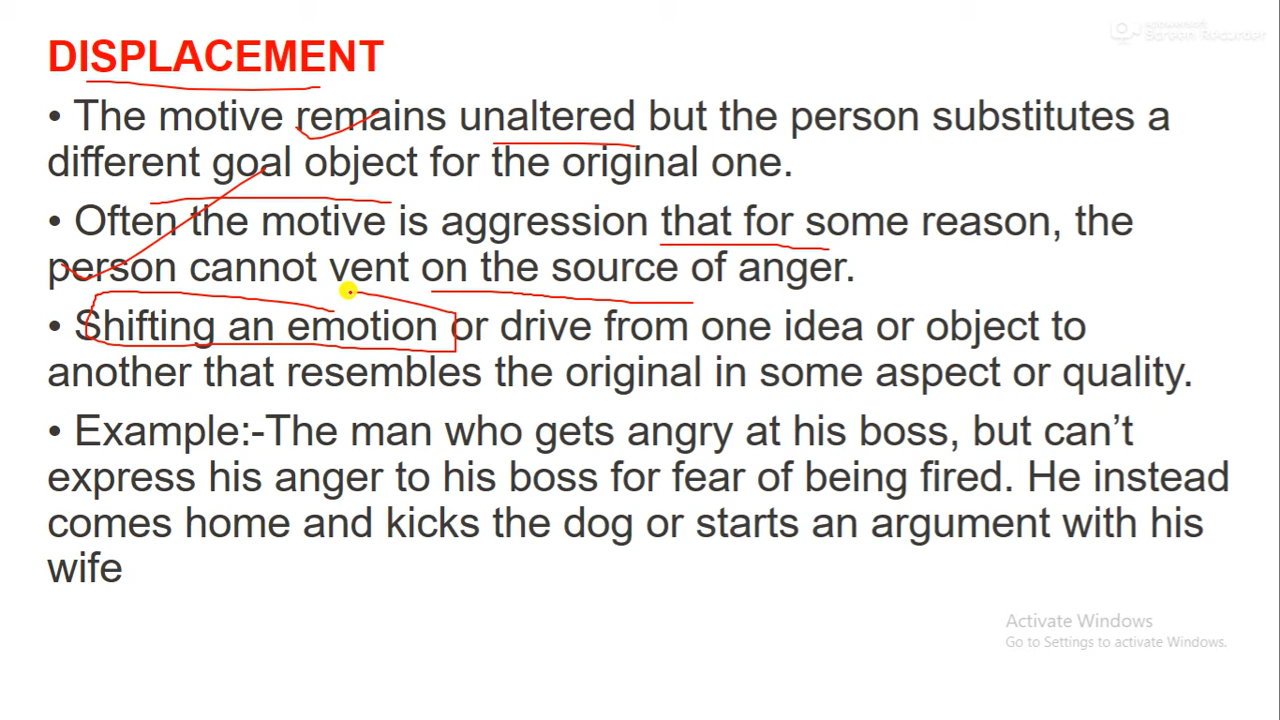 DISPLACEMENT
• The motive remains unaltered but the person substitutes a
different goal object for the original one.
• Often the motive is aggression that for some reason, the
person cannot vent on the source of anger.
• Shifting an emotion or drive from one idea or object to
another that resembles the original in some aspect or quality.
• Example:-The man who gets angry at his boss, but can’t
express his anger to his boss for fear of being fired. He instead
comes home and kicks the dog or starts an argument with his
wife
Screen Recorder
Activate Windows
Go to Settings to activate Windows.